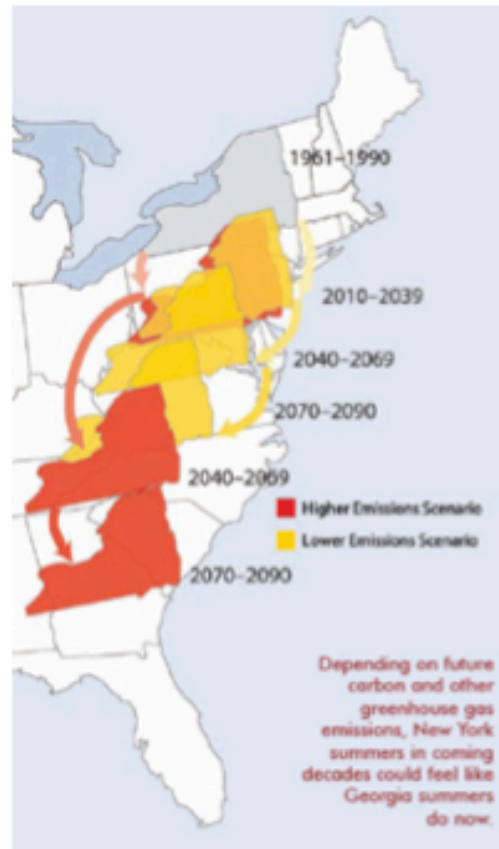 1961–1990
2010–2039
2040–2069
2070–2090
2040–2069
Higher Emissions Scenario
Lower Emissions Scenario
2070–2090
Depending on future
carbon and other
greenhouse gas
emissions, New York
summers in coming
decades could feel like
Georgia summers
do now.